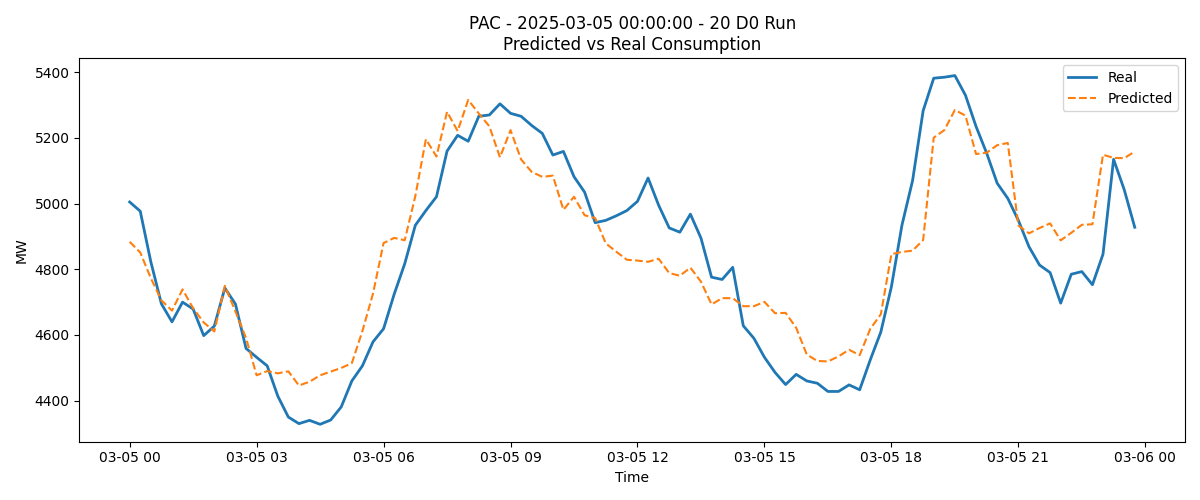 PAC - 2025-03-05 00:00:00 - 20 D0 Run
Predicted vs Real Consumption
MW
5400
5200
5000
4800
4600
4400
Real
Predicted
03-05 00
03-05 03
03-05 06
03-05 09
03-05 12
03-05 15
03-05 18
03-05 21
03-06 00
Time